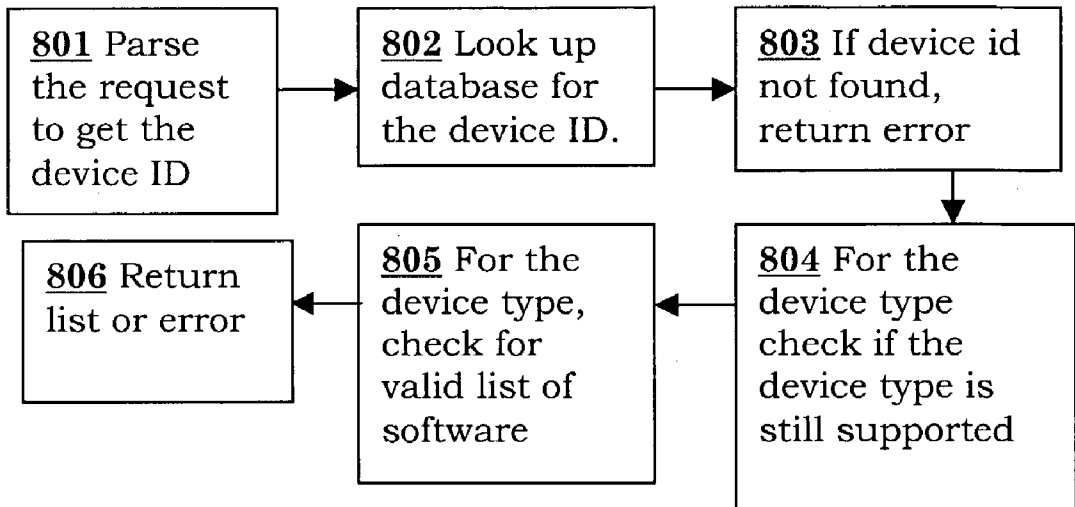 801 Parse
the request
to get the
device ID
802 Look up
database for
the device ID.
803 If device id
not found,
return error
804 For the
device type
check if the
device type is
still supported
805 For the
device type,
check for
valid list of
software
806 Return
list or error